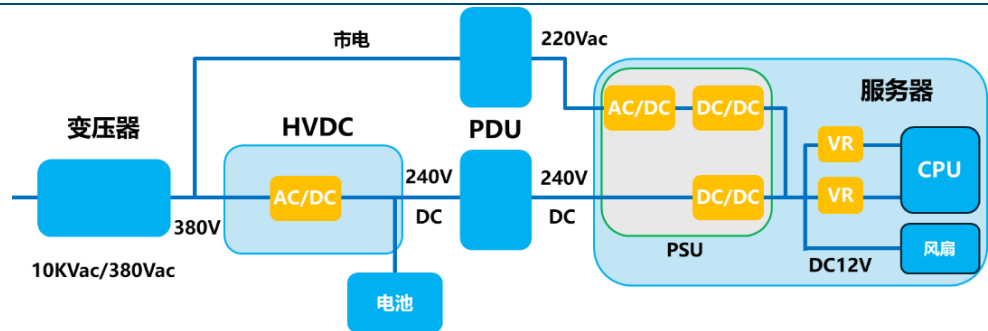 市电
220Vac
服务器
变压器
HVDC
PDU
AC/DC
DC/DC
VR
CPU
240V
240V
AC/DC
DC/DC
VR
DC
DC
380V
PSU
风扇
DC12V
10KVac/380Vac
电池